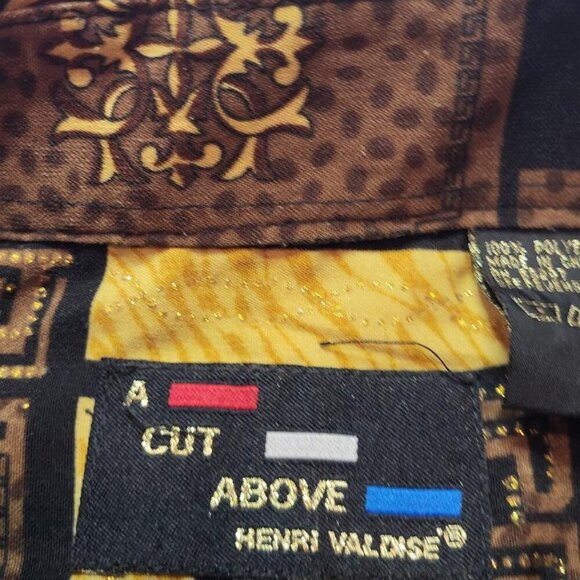 A
CUT
ABOVE
HENRI VALDISE®
100% POLY
MADE IN